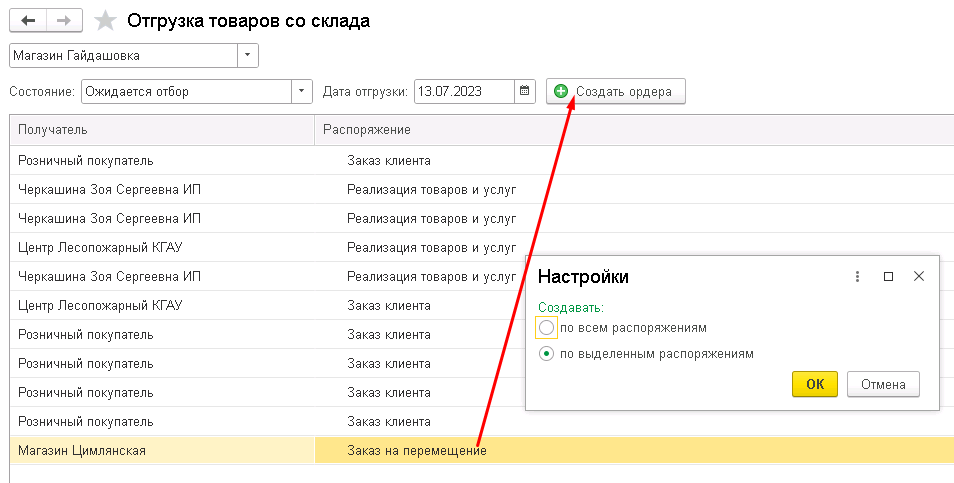 Отгрузка товаров со склада
Магазин Гайдашовка
Состояние: Ожидается отбор Дата отгрузки: 13.07.2023 Создать ордера
Получатель Распоряжение
Розничный покупатель Заказ клиента
Черкашина Зоя Сергеевна ИП Реализация товаров и услуг
Черкашина Зоя Сергеевна ИП Реализация товаров и услуг
Центр Лесопожарный КГАУ Реализация товаров и услуг
Черкашина Зоя Сергеевна ИП Реализация товаров и услуг
Центр Лесопожарный КГАУ Заказ клиента
Розничный покупатель Заказ клиента
Розничный покупатель Заказ клиента
Розничный покупатель Заказ клиента
Розничный покупатель Заказ клиента
Магазин Цимлянская Заказ на перемещение
Настройки
Создавать:
по всем распоряжениям
по выделенным распоряжениям
ОК Отмена